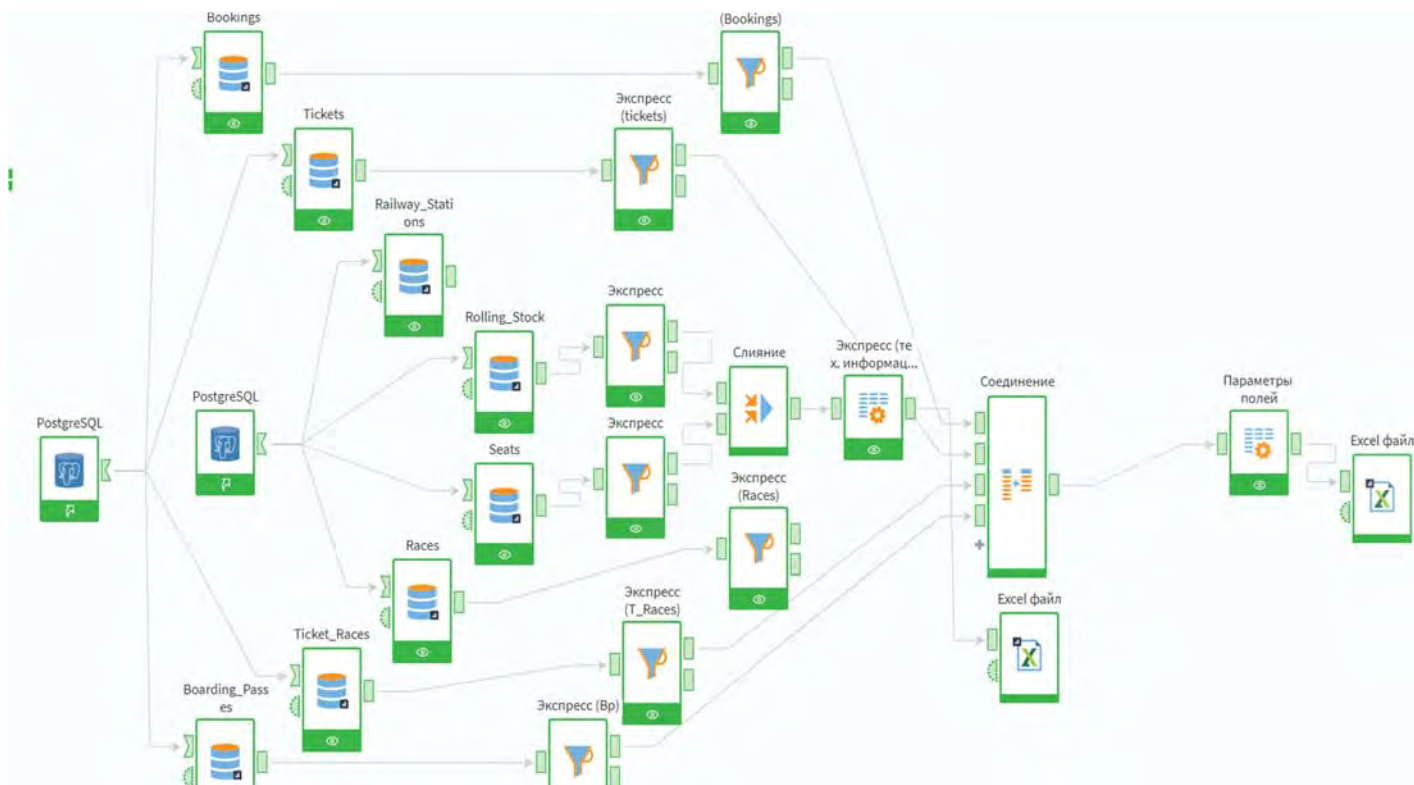 Bookings
(Bookings)
Tickets
Экспресс
(tickets)
Railway_Stati
ons
Rolling_Stock
Экспресс
Слияние
Экспресс (те
х. информац...
Соединение
Параметры
полей
PostgreSQL
PostgreSQL
Seats
Экспресс
Excel файл
Экспресс
(Races)
Races
Экспресс
(T_Races)
Excel файл
Ticket_Races
Boarding_Pass
es
Экспресс (Bp)